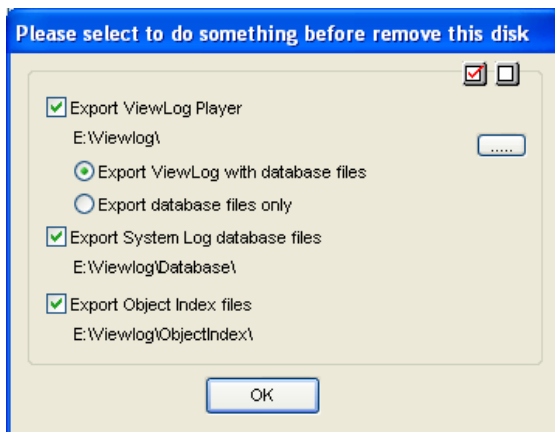 Please select to do something before remove this disk
Export ViewLog Player
E:\Viewlog\
.....
Export ViewLog with database files
Export database files only
Export System Log database files
E:\Viewlog\Database\
Export Object Index files
E:\Viewlog\ObjectIndex\
OK